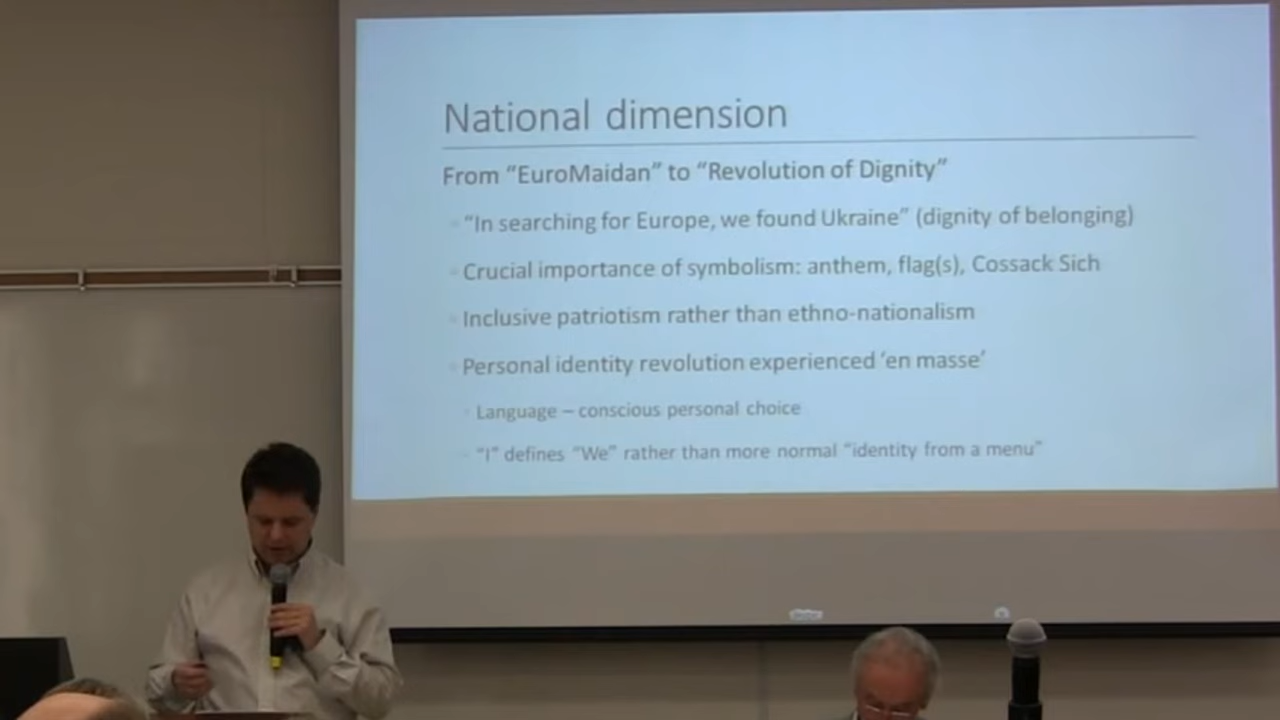 National dimension
From “EuroMaidan” to “Revolution of Dignity”
“In searching for Europe, we found Ukraine” (dignity of belonging)
Crucial importance of symbolism: anthem, flag(s), Cossack Sich
Inclusive patriotism rather than ethno-nationalism
Personal identity revolution experienced ‘en masse’
Language – conscious personal choice
“I” defines “We” rather than more normal “identity from a menu”